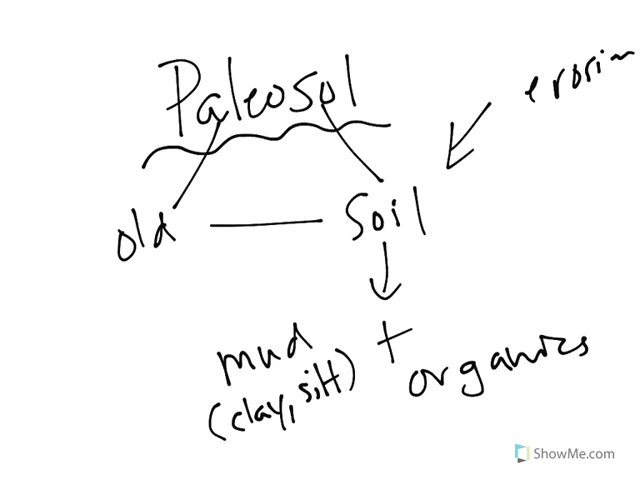 Paleosol
erosion
old
soil
mud + organics
(clay, silt)
ShowMe.com